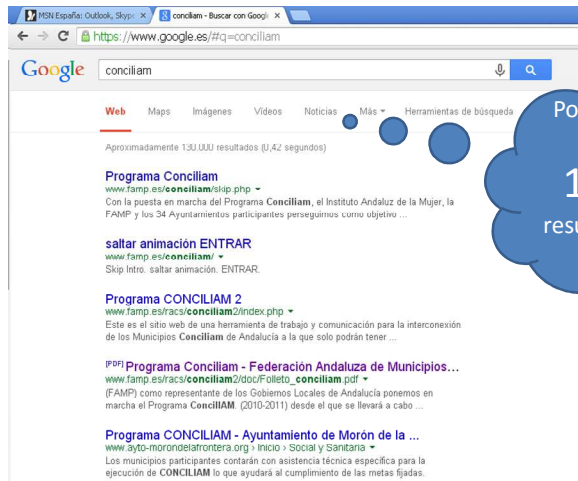 MSN España: Outlook, Skype
conciliam - Buscar con Google
https://www.google.es/#q=conciliam
Google
conciliam
Web Maps Imágenes Vídeos Noticias Más Herramientas de búsqueda
Aproximadamente 130.000 resultados (0,42 segundos)
Programa Conciliam
www.famp.es/conciliam/skip.php
Con la puesta en marcha del Programa Conciliam, el Instituto Andaluz de la Mujer, la
FAMP y los 34 Ayuntamientos participantes perseguimos como objetivo ...
saltar animación ENTRAR
www.famp.es/conciliam/
Skip Intro. saltar animación. ENTRAR.
Programa CONCILIAM 2
www.famp.es/racs/conciliam2/index.php
Este es el sitio web de una herramienta de trabajo y comunicación para la interconexión
de los Municipios Conciliam de Andalucía a la que solo podrán tener ...
[PDF] Programa Conciliam - Federación Andaluza de Municipios...
www.famp.es/racs/conciliam2/doc/Folleto_conciliam.pdf
(FAMP) como representante de los Gobiernos Locales de Andalucía ponemos en
marcha el Programa ConcilIAM. (2010-2011) desde el que se llevará a cabo ...
Programa CONCILIAM - Ayuntamiento de Morón de la ...
www.ayto-morondelafrontera.org › Inicio › Social y Sanitaria
Los municipios participantes contarán con asistencia técnica específica para la
ejecución de CONCILIAM lo que ayudará al cumplimiento de las metas fijadas.
Po
1
resu